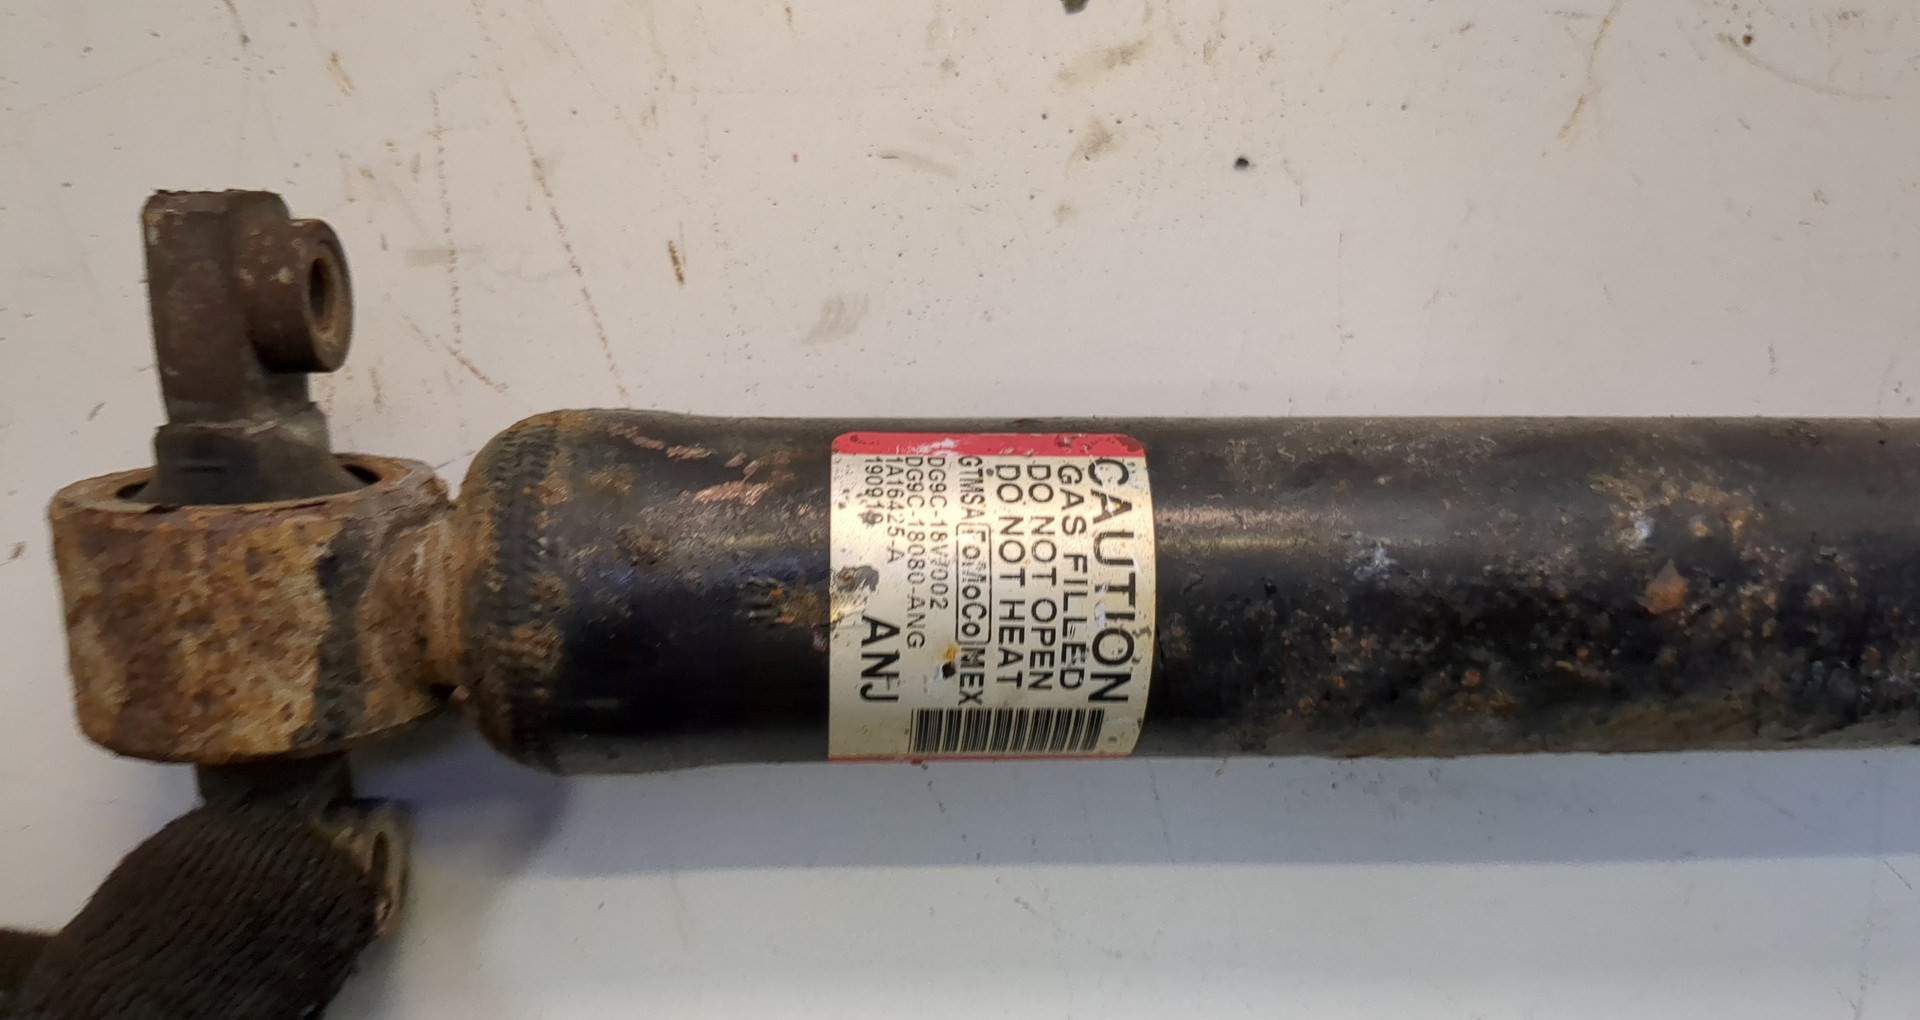 CAUTION
GAS FILLED
DO NOT OPEN
DO NOT HEAT
GTMSA FoMoCo MEX
DG9C-18W002
DG9C-18080-ANG
1A16425-A
190919
ANJ